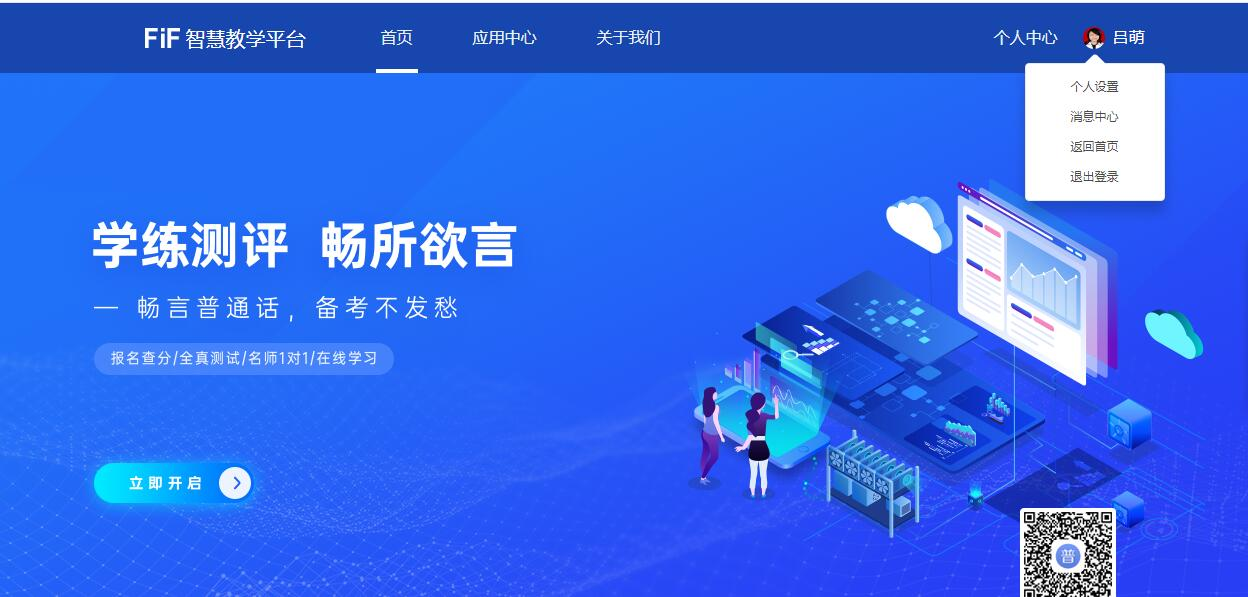 FiF 智慧教学平台 首页 应用中心 关于我们 个人中心 吕萌
个人设置
消息中心
返回首页
退出登录
学练测评 畅所欲言
— 畅言普通话, 备考不发愁
报名查分/全真测试/名师1对1/在线学习
立即开启
普